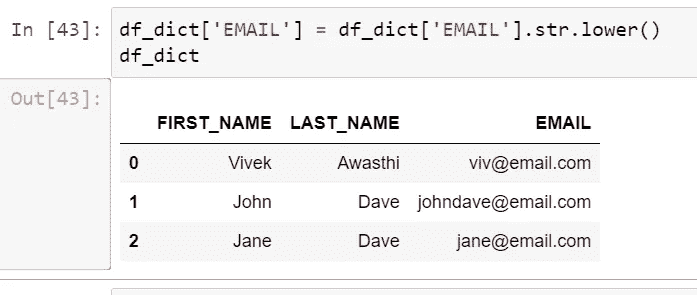 In [43]: df_dict['EMAIL'] = df_dict['EMAIL'].str.lower()
df_dict
Out[43]:
FIRST_NAME LAST_NAME EMAIL
0 Vivek Awasthi viv@email.com
1 John Dave johndave@email.com
2 Jane Dave jane@email.com